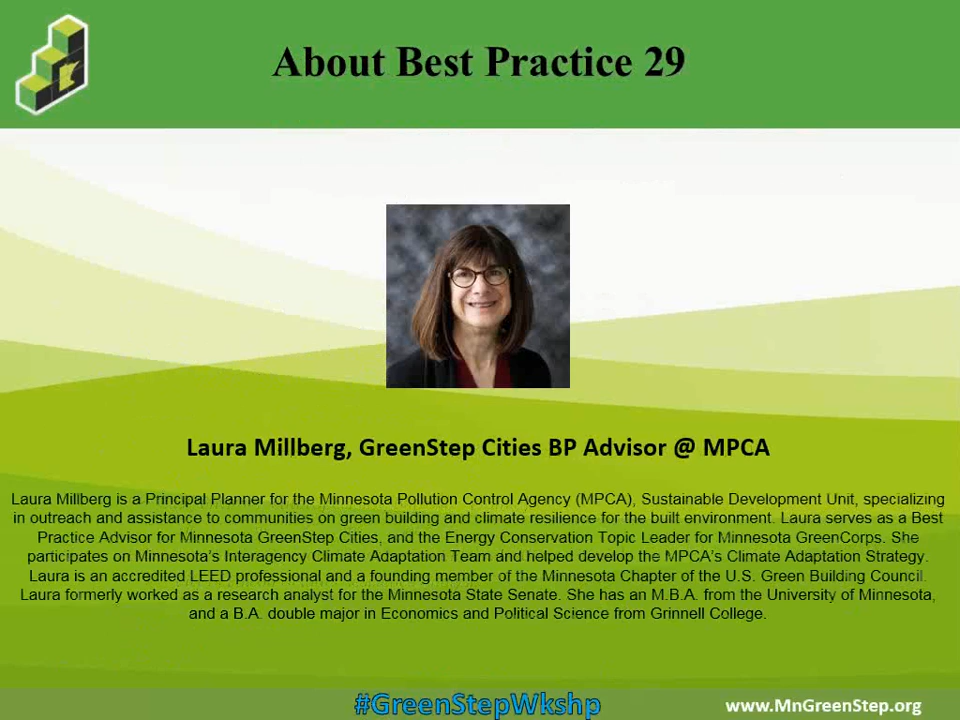 About Best Practice 29
Laura Millberg, GreenStep Cities BP Advisor @ MPCA
Laura Millberg is a Principal Planner for the Minnesota Pollution Control Agency (MPCA), Sustainable Development Unit, specializing
in outreach and assistance to communities on green building and climate resilience for the built environment. Laura serves as a Best
Practice Advisor for Minnesota GreenStep Cities, and the Energy Conservation Topic Leader for Minnesota GreenCorps. She
participates on Minnesota's Interagency Climate Adaptation Team and helped develop the MPCA's Climate Adaptation Strategy.
Laura is an accredited LEED professional and a founding member of the Minnesota Chapter of the U.S. Green Building Council.
Laura formerly worked as a research analyst for the Minnesota State Senate. She has an M.B.A. from the University of Minnesota,
and a B.A. double major in Economics and Political Science from Grinnell College.
#GreenStepWkshp
www.MnGreenStep.org